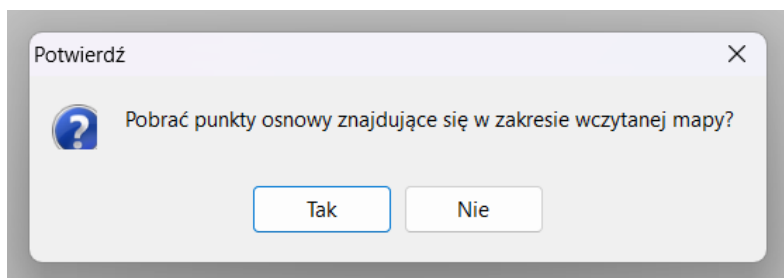 Potwierdź
Pobrać punkty osnowy znajdujące się w zakresie wczytanej mapy?
Tak
Nie